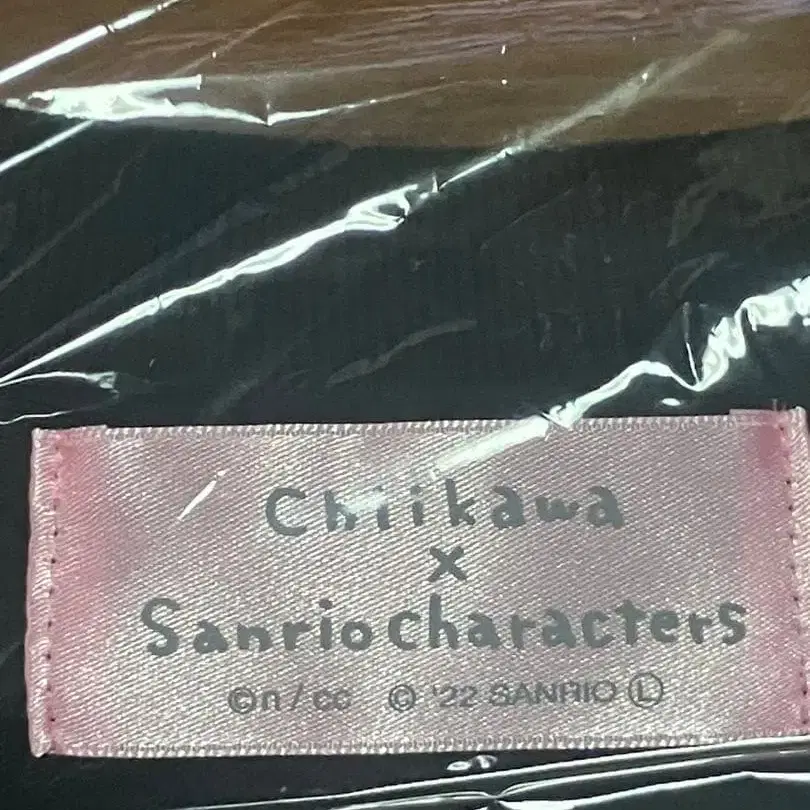 Chiikawa
×
Sanrio characters
©n/cc © '22 SANRIO Ⓛ